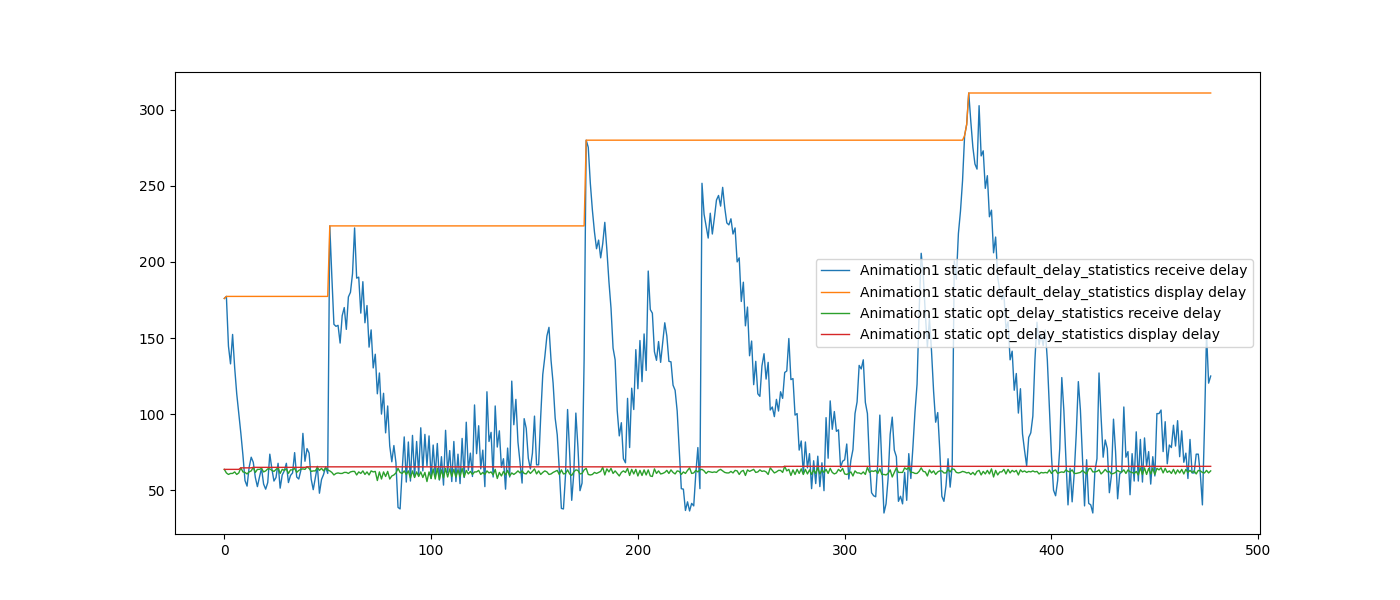 300
250
200
150
100
50
Animation1 static default_delay_statistics receive delay
Animation1 static default_delay_statistics display delay
Animation1 static opt_delay_statistics receive delay
Animation1 static opt_delay_statistics display delay
0 100 200 300 400 500